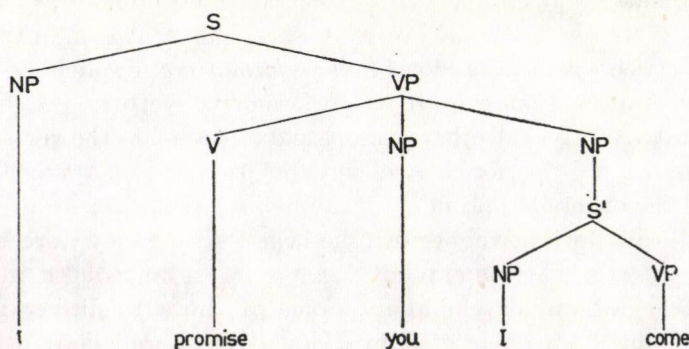 S
NP VP
V NP NP
S'
NP VP
I promise you I come